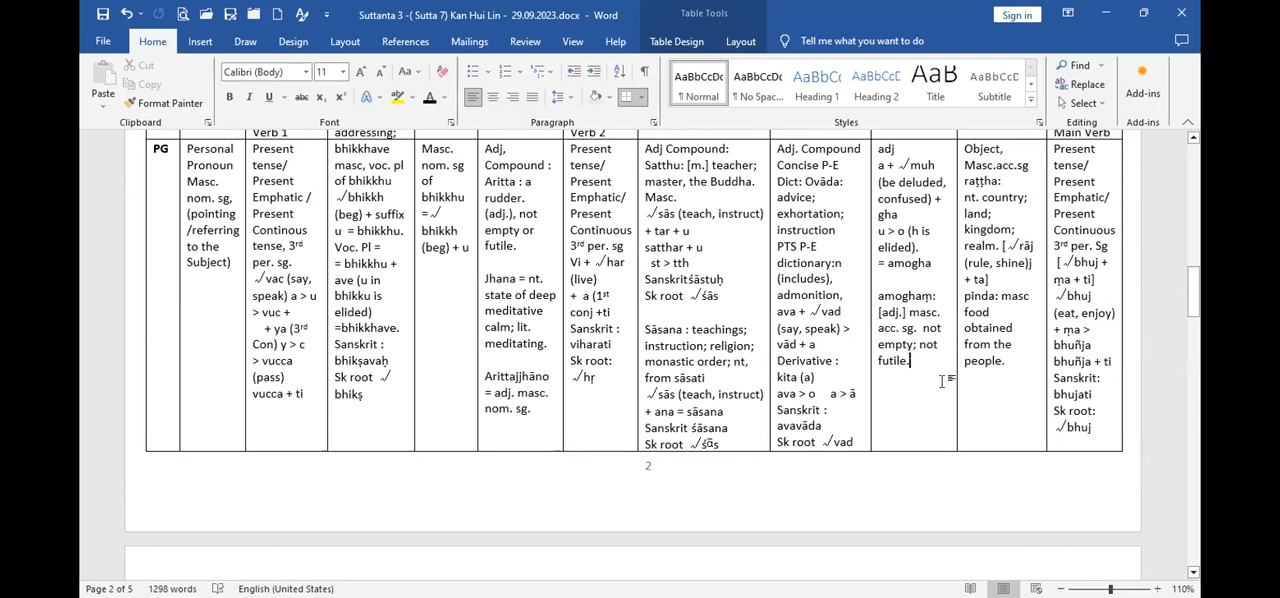 Suttanta 3 -( Sutta 7) Kan Hui Lin - 29.09.2023.docx - Word
Table Tools
Sign in
File Home Insert Draw Design Layout References Mailings Review View Help Table Design Layout Tell me what you want to do
Paste
Cut
Copy
Format Painter
Calibri (Body) 11
B I U abc x₂ x² A
AaBbCcDc AaBbCcDc AaBbCc AaBbCcC AaB AaBbCcD
¶ Normal ¶ No Spac... Heading 1 Heading 2 Title Subtitle
Find
Replace
Select
Add-ins
Clipboard Font Paragraph Styles Editing Add-ins
Verb 1
addressing;
Verb 2
Main Verb
PG
Personal
Pronoun
Masc.
nom. sg,
(pointing
/referring
to the
Subject)
Present
tense/
Present
Emphatic /
Present
Continous
tense, 3rd
per. sg.
√vac (say,
speak) a > u
> vuc +
+ ya (3rd
Con) y > c
> vucca
(pass)
vucca + ti
bhikkhave
masc, voc. pl
of bhikkhu
√bhikkh
(beg) + suffix
u = bhikkhu.
Voc. Pl =
= bhikkhu +
ave (u in
bhikku is
elided)
=bhikkhave.
Sanskrit :
bhikṣavaḥ
Sk root √
bhikṣ
Masc.
nom. sg
of
bhikkhu
= √
bhikkh
(beg) + u
Adj,
Compound :
Aritta : a
rudder.
(adj.), not
empty or
futile.
Jhana = nt.
state of deep
meditative
calm; lit.
meditating.
Arittajjhāno
= adj. masc.
nom. sg.
Present
tense/
Present
Emphatic/
Present
Continuous
3rd per. sg
Vi + √har
(live)
+ a (1st
conj +ti
Sanskrit :
viharati
Sk root:
√hṛ
Adj Compound:
Satthu: [m.] teacher;
master, the Buddha.
Masc.
√sās (teach, instruct)
+ tar + u
satthar + u
st > tth
Sanskritśāstuḥ
Sk root √śās
Sāsana : teachings;
instruction; religion;
monastic order; nt,
from sāsati
√sās (teach, instruct)
+ ana = sāsana
Sanskrit śāsana
Sk root √śās
Adj. Compound
Concise P-E
Dict: Ovāda:
advice;
exhortation;
instruction
PTS P-E
dictionary:n
(includes),
admonition,
ava + √vad
(say, speak) >
vād + a
Derivative :
kita (a)
ava > o a > ā
Sanskrit :
avavāda
Sk root √vad
adj
a + √muh
(be deluded,
confused) +
gha
u > o (h is
elided).
= amogha
amoghaṃ:
[adj.] masc.
acc. sg. not
empty; not
futile.
Object,
Masc.acc.sg
raṭṭha:
nt. country;
land;
kingdom;
realm. [√rāj
(rule, shine)j
+ ta]
piṇḍa: masc
food
obtained
from the
people.
Present
tense/
Present
Emphatic/
Present
Continuous
3rd per. Sg
[ √bhuj +
ṃa + ti]
√bhuj
(eat, enjoy)
+ ṃa >
bhuñja
bhuñja + ti
Sanskrit:
bhujati
Sk root:
√bhuj
2
Page 2 of 5 1298 words English (United States) 110%